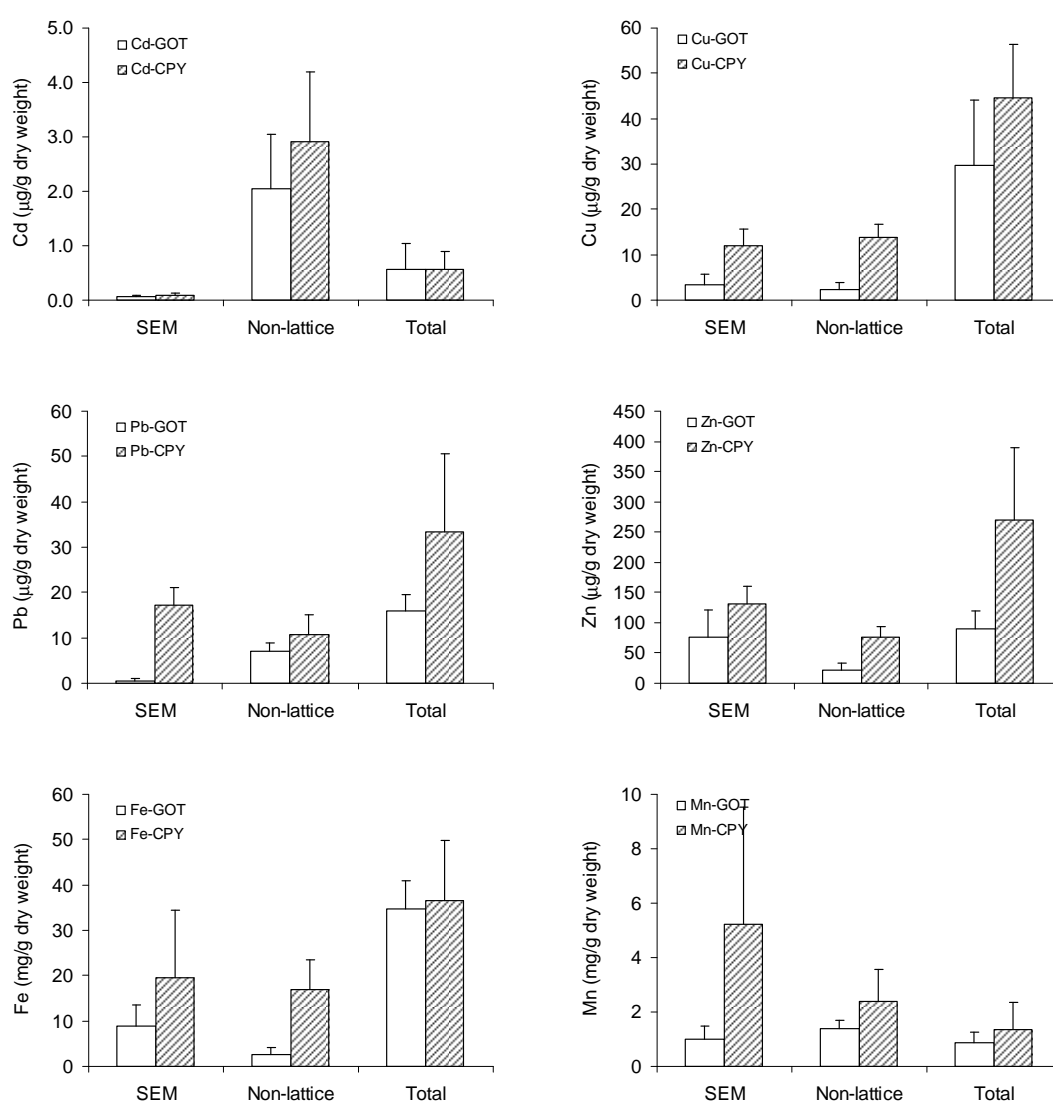 5.0
4.0
3.0
2.0
1.0
0.0
Cd (µg/g dry weight)
Cd-GOT
Cd-CPY
SEM Non-lattice Total
60
50
40
30
20
10
0
Cu (µg/g dry weight)
Cu-GOT
Cu-CPY
SEM Non-lattice Total
60
50
40
30
20
10
0
Pb (µg/g dry weight)
Pb-GOT
Pb-CPY
SEM Non-lattice Total
450
400
350
300
250
200
150
100
50
0
Zn (µg/g dry weight)
Zn-GOT
Zn-CPY
SEM Non-lattice Total
60
50
40
30
20
10
0
Fe (mg/g dry weight)
Fe-GOT
Fe-CPY
SEM Non-lattice Total
10
8
6
4
2
0
Mn (mg/g dry weight)
Mn-GOT
Mn-CPY
SEM Non-lattice Total